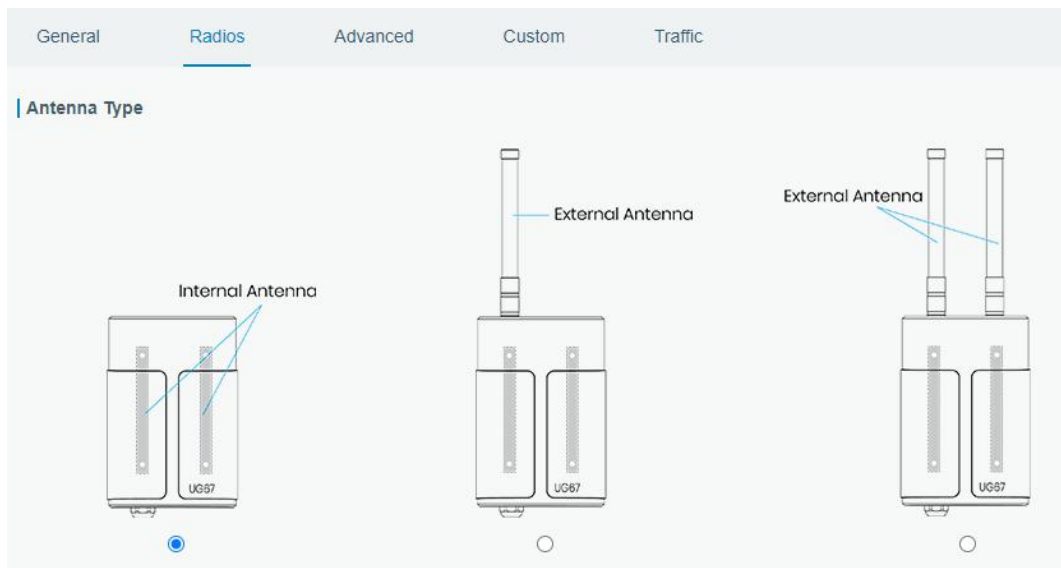 General Radios Advanced Custom Traffic
Antenna Type
External Antenna
External Antenna
Internal Antenna
UG67
UG67
UG67